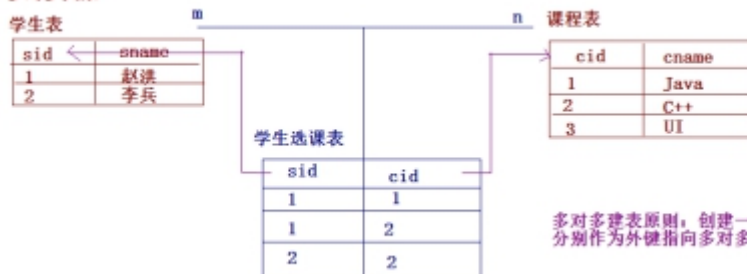 m
n
学生表
课程表
sid
sname
1
赵洪
2
李兵
cid
cname
1
Java
2
C++
3
UI
学生选课表
sid
cid
1
1
1
2
2
2
多对多建表原则：创建一
分别作为外键指向多对多